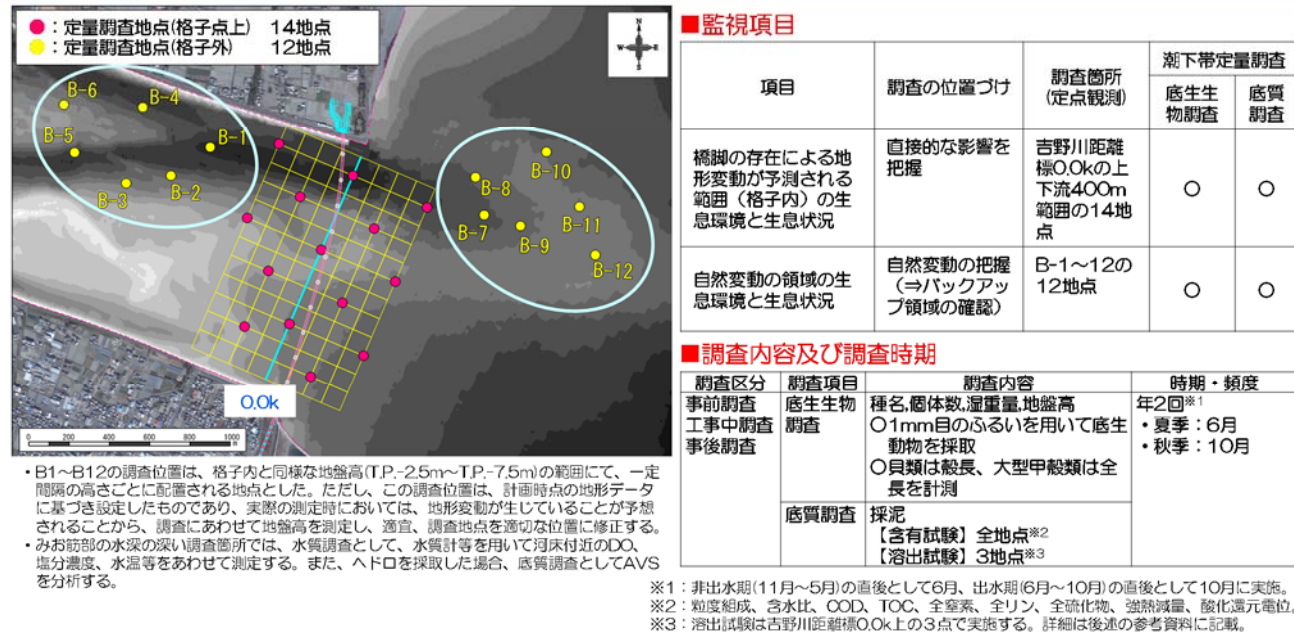 ●：定量調査地点(格子点上)　14地点
●：定量調査地点(格子外)　12地点
N
W E
S
B-6
B-4
B-5
B-1
B-3
B-2
B-10
B-8
B-11
B-7
B-9
B-12
0.0k
0 200 400 600 800 1000 m
・B1～B12の調査位置は、格子内と同様な地盤高(T.P.-2.5m～T.P.-7.5m)の範囲にて、一定
間隔の高さごとに配置される地点とした。ただし、この調査位置は、計画時点の地形データ
に基づき設定したものであり、実際の測定時においては、地形変動が生じていることが予想
されることから、調査にあわせて地盤高を測定し、適宜、調査地点を適切な位置に修正する。
・みお筋部の水深の深い調査箇所では、水質調査として、水質計等を用いて河床付近のDO、
塩分濃度、水温等をあわせて測定する。また、ヘドロを採取した場合、底質調査としてAVS
を分析する。
■監視項目
項目
調査の位置づけ
調査箇所
(定点観測)
潮下帯定量調査
底生生
物調査
底質
調査
橋脚の存在による地
形変動が予測される
範囲（格子内）の生
息環境と生息状況
直接的な影響を
把握
吉野川距離
標0.0kの上
下流400m
範囲の14地
点
○
○
自然変動の領域の生
息環境と生息状況
自然変動の把握
（⇒バックアッ
プ領域の確認）
B-1～12の
12地点
○
○
■調査内容及び調査時期
調査区分
調査項目
調査内容
時期・頻度
事前調査
工事中調査
事後調査
底生生物
調査
種名,個体数,湿重量,地盤高
○1mm目のふるいを用いて底生
動物を採取
○貝類は殻長、大型甲殻類は全
長を計測
年2回※1
・夏季：6月
・秋季：10月
底質調査
採泥
【含有試験】全地点※2
【溶出試験】3地点※3
※1：非出水期(11月～5月)の直後として6月、出水期(6月～10月)の直後として10月に実施。
※2：粒度組成、含水比、COD、TOC、全窒素、全リン、全硫化物、強熱減量、酸化還元電位。
※3：溶出試験は吉野川距離標0.0k上の3点で実施する。詳細は後述の参考資料に記載。